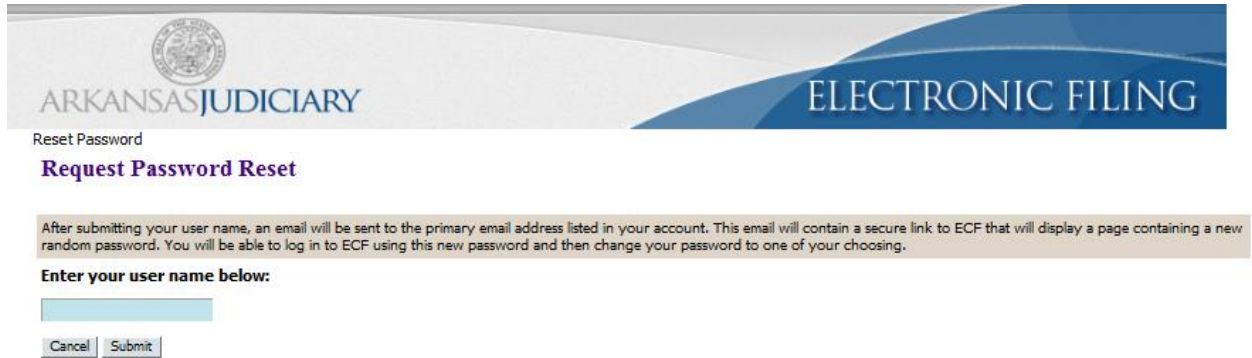 ARKANSASJUDICIARY
ELECTRONIC FILING
Reset Password
Request Password Reset
After submitting your user name, an email will be sent to the primary email address listed in your account. This email will contain a secure link to ECF that will display a page containing a new
random password. You will be able to log in to ECF using this new password and then change your password to one of your choosing.
Enter your user name below:
Cancel Submit